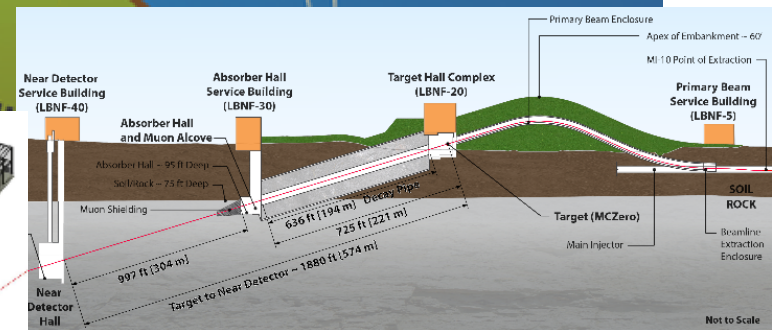 Primary Beam Enclosure
Apex of Embankment ~ 60'
MI-10 Point of Extraction
Near Detector
Service Building
(LBNF-40)
Absorber Hall
Service Building
(LBNF-30)
Target Hall Complex
(LBNF-20)
Primary Beam
Service Building
(LBNF-5)
Absorber Hall
and Muon Alcove
Absorber Hall ~ 95 ft Deep
Soil/Rock ~ 75 ft Deep
Muon Shielding
636 ft [194 m] Decay Pipe
725 ft [221 m]
997 ft [304 m]
Target to Near Detector ~ 1880 ft [574 m]
Target (MCZero)
Main Injector
SOIL
ROCK
Beamline
Extraction
Enclosure
Near
Detector
Hall
Not to Scale